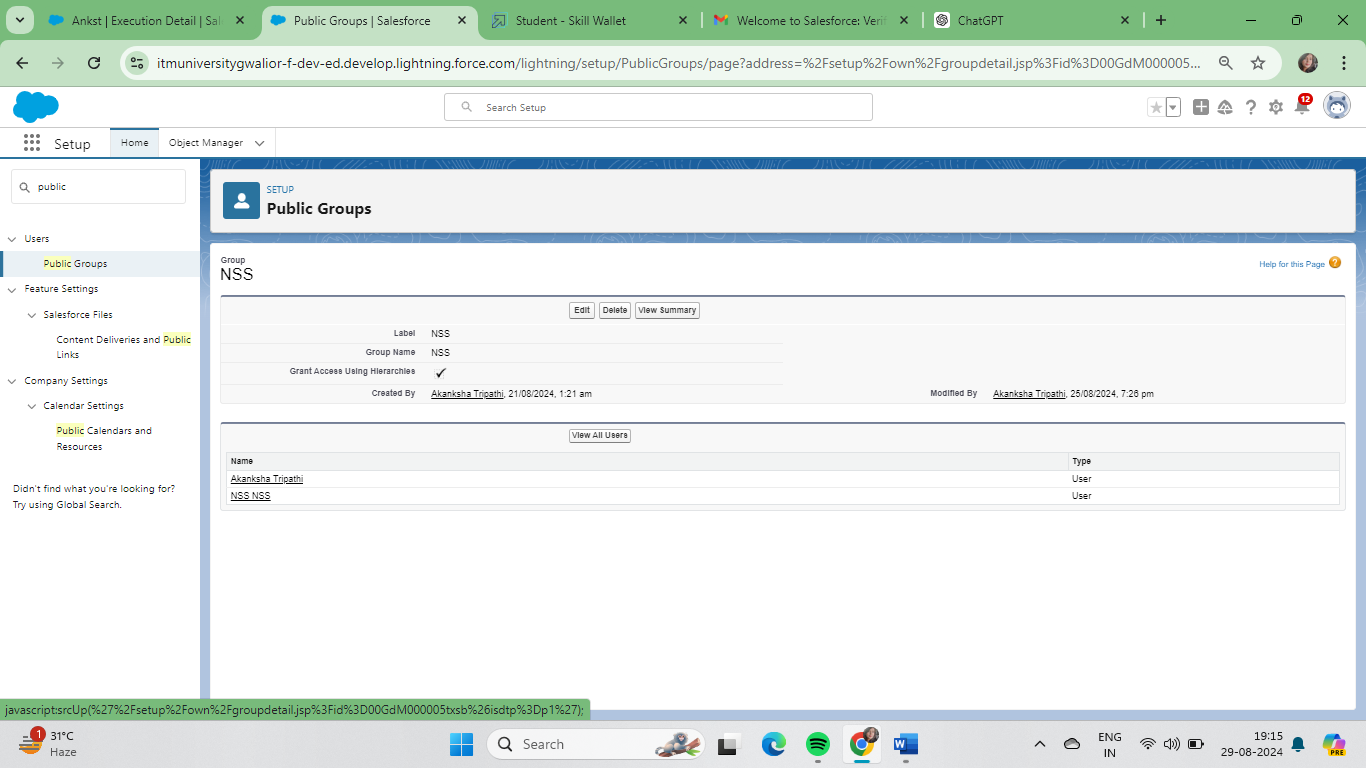 Ankst | Execution Detail | Sal
Public Groups | Salesforce
Student - Skill Wallet
Welcome to Salesforce: Verif
ChatGPT
itmuniversitygwalior-f-dev-ed.develop.lightning.force.com/lightning/setup/PublicGroups/page?address=%2Fsetup%2Fown%2Fgroupdetail.jsp%3Fid%3D00GdM000005...
Search Setup
12
Setup
Home
Object Manager
public
Users
Public Groups
Feature Settings
Salesforce Files
Content Deliveries and Public
Links
Company Settings
Calendar Settings
Public Calendars and
Resources
Didn't find what you're looking for?
Try using Global Search.
SETUP
Public Groups
Group
NSS
Help for this Page ?
Edit Delete View Summary
Label NSS
Group Name NSS
Grant Access Using Hierarchies
Created By Akanksha Tripathi, 21/08/2024, 1:21 am
Modified By Akanksha Tripathi, 25/08/2024, 7:26 pm
View All Users
Name Type
Akanksha Tripathi User
NSS NSS User
javascript:srcUp(%27%2Fsetup%2Fown%2Fgroupdetail.jsp%3Fid%3D00GdM000005txsb%26isdtp%3Dp1%27);
1
31°C
Haze
Search
ENG
IN
19:15
29-08-2024
PRE